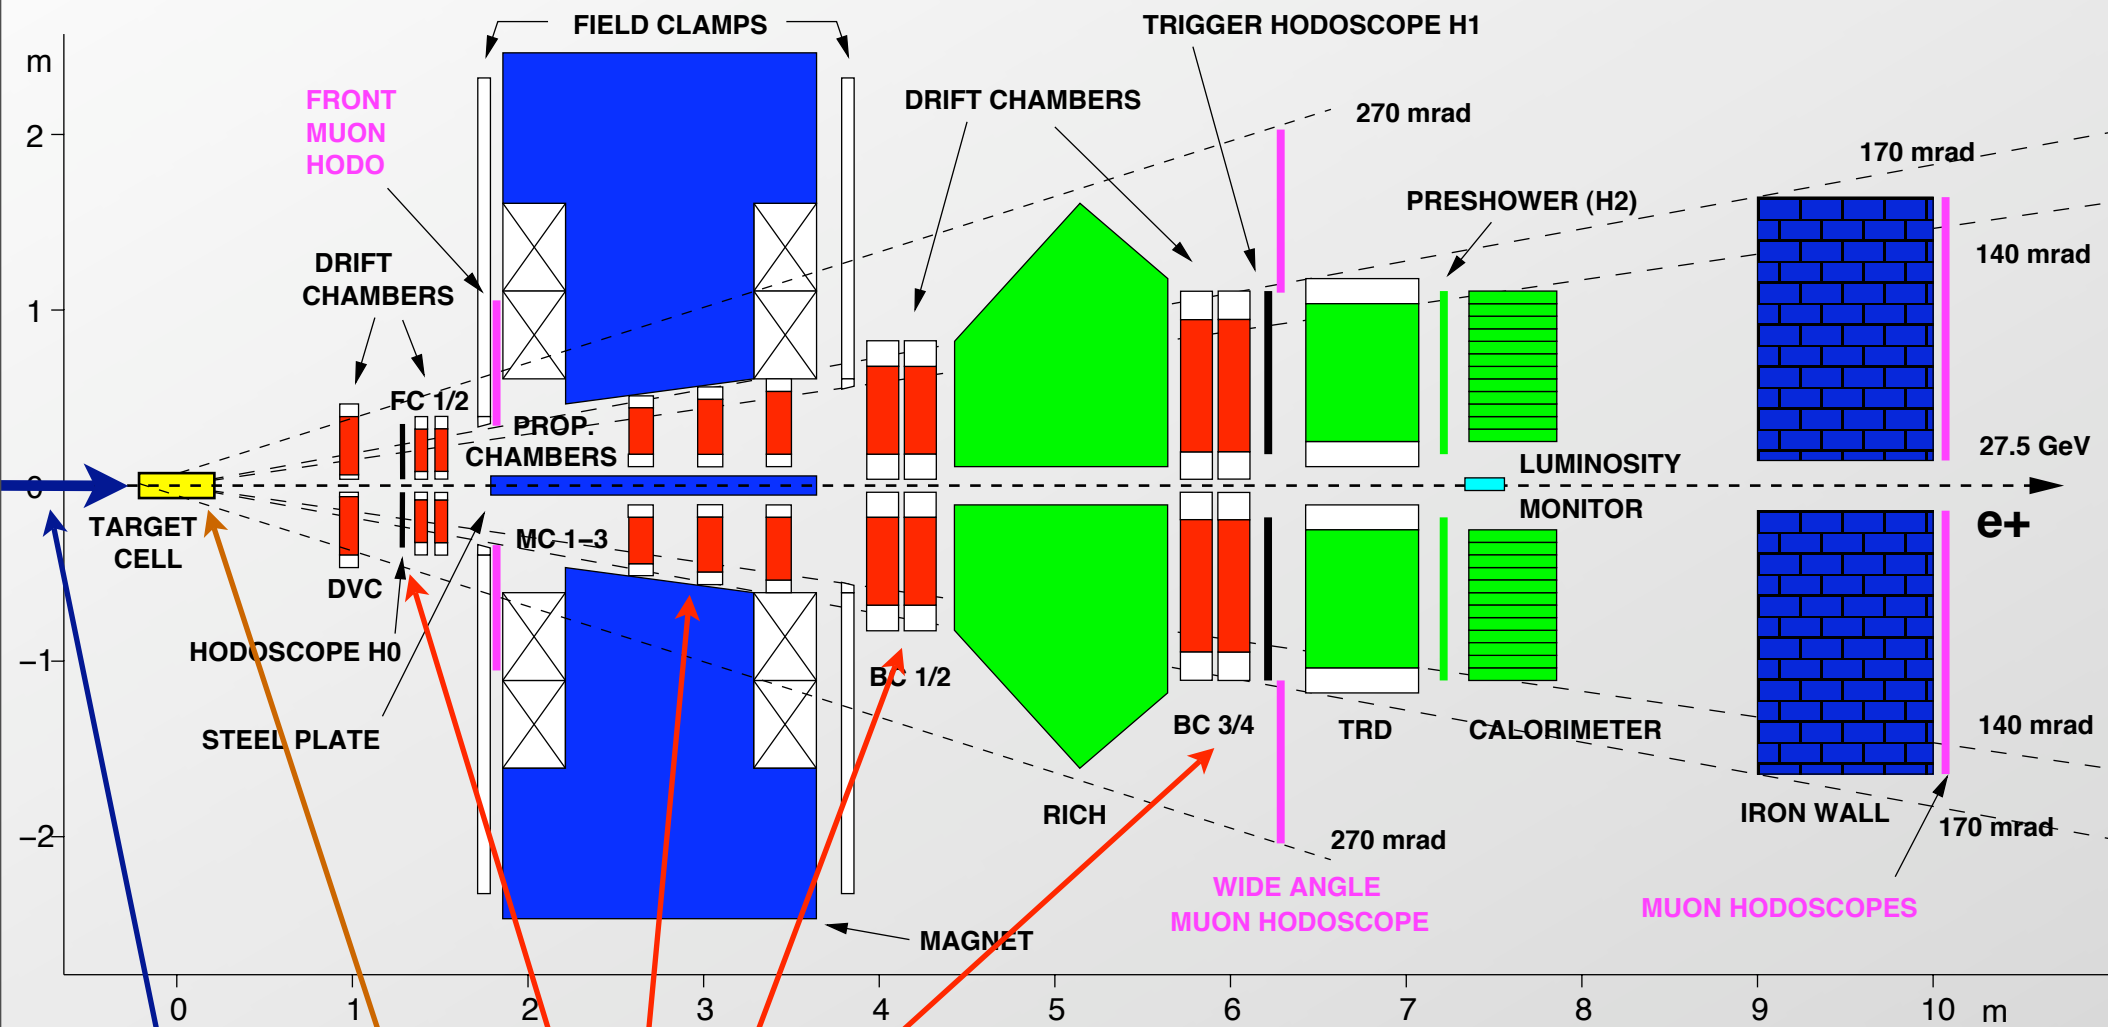 FIELD CLAMPS
TRIGGER HODOSCOPE H1
m
FRONT
MUON
HODO
DRIFT CHAMBERS
270 mrad
2
170 mrad
PRESHOWER (H2)
140 mrad
DRIFT
CHAMBERS
1
FC 1/2
PROP.
CHAMBERS
27.5 GeV
LUMINOSITY
0
MONITOR
e+
TARGET
CELL
MC 1–3
DVC
HODOSCOPE H0
−1
BC 1/2
STEEL PLATE
BC 3/4
TRD
CALORIMETER
140 mrad
RICH
IRON WALL
170 mrad
−2
270 mrad
WIDE ANGLE
MUON HODOSCOPE
MUON HODOSCOPES
MAGNET
0 1 2 3 4 5 6 7 8 9 10 m